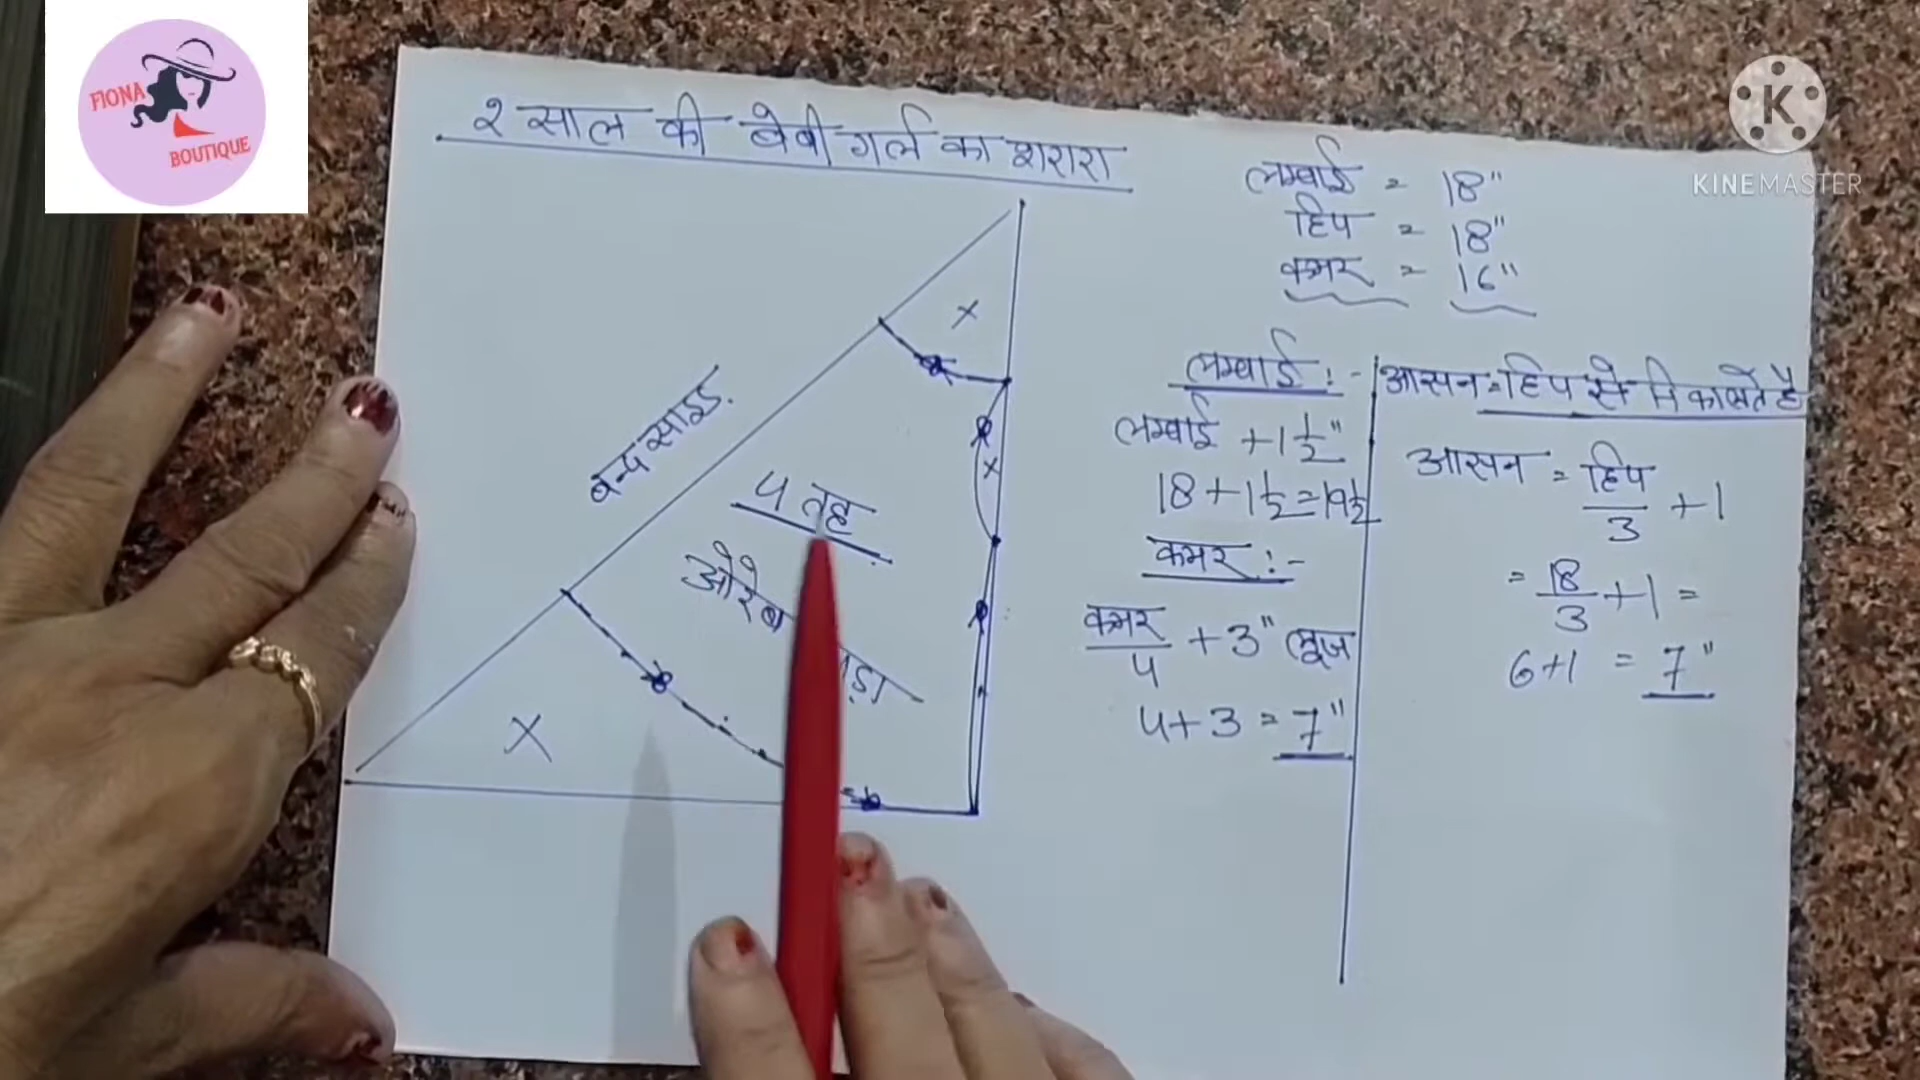 FIONA
BOUTIQUE
KINEMASTER
२ साल की बेबी गर्ल का शरारा
लम्बाई = 18"
हिप = 18"
कमर = 16"
बन्द साइड.
4 तह
औरेब
लम्बाई :-
लम्बाई + 1 1/2"
18 + 1 1/2 = 19 1/2
कमर :-
कमर/4 + 3" लूज
4 + 3 = 7"
आसन = हिप से निकालते है
आसन = हिप/3 + 1
= 18/3 + 1 =
6 + 1 = 7"